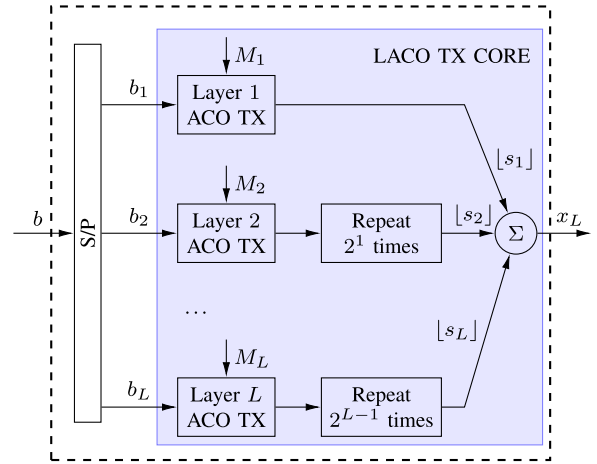 LACO TX CORE
M₁
b₁
Layer 1
ACO TX
⌊s₁⌋
M₂
b
S/P
b₂
Layer 2
ACO TX
Repeat
2¹ times
⌊s₂⌋
Σ
x_L
...
⌊s_L⌋
M_L
b_L
Layer L
ACO TX
Repeat
2^{L−1} times